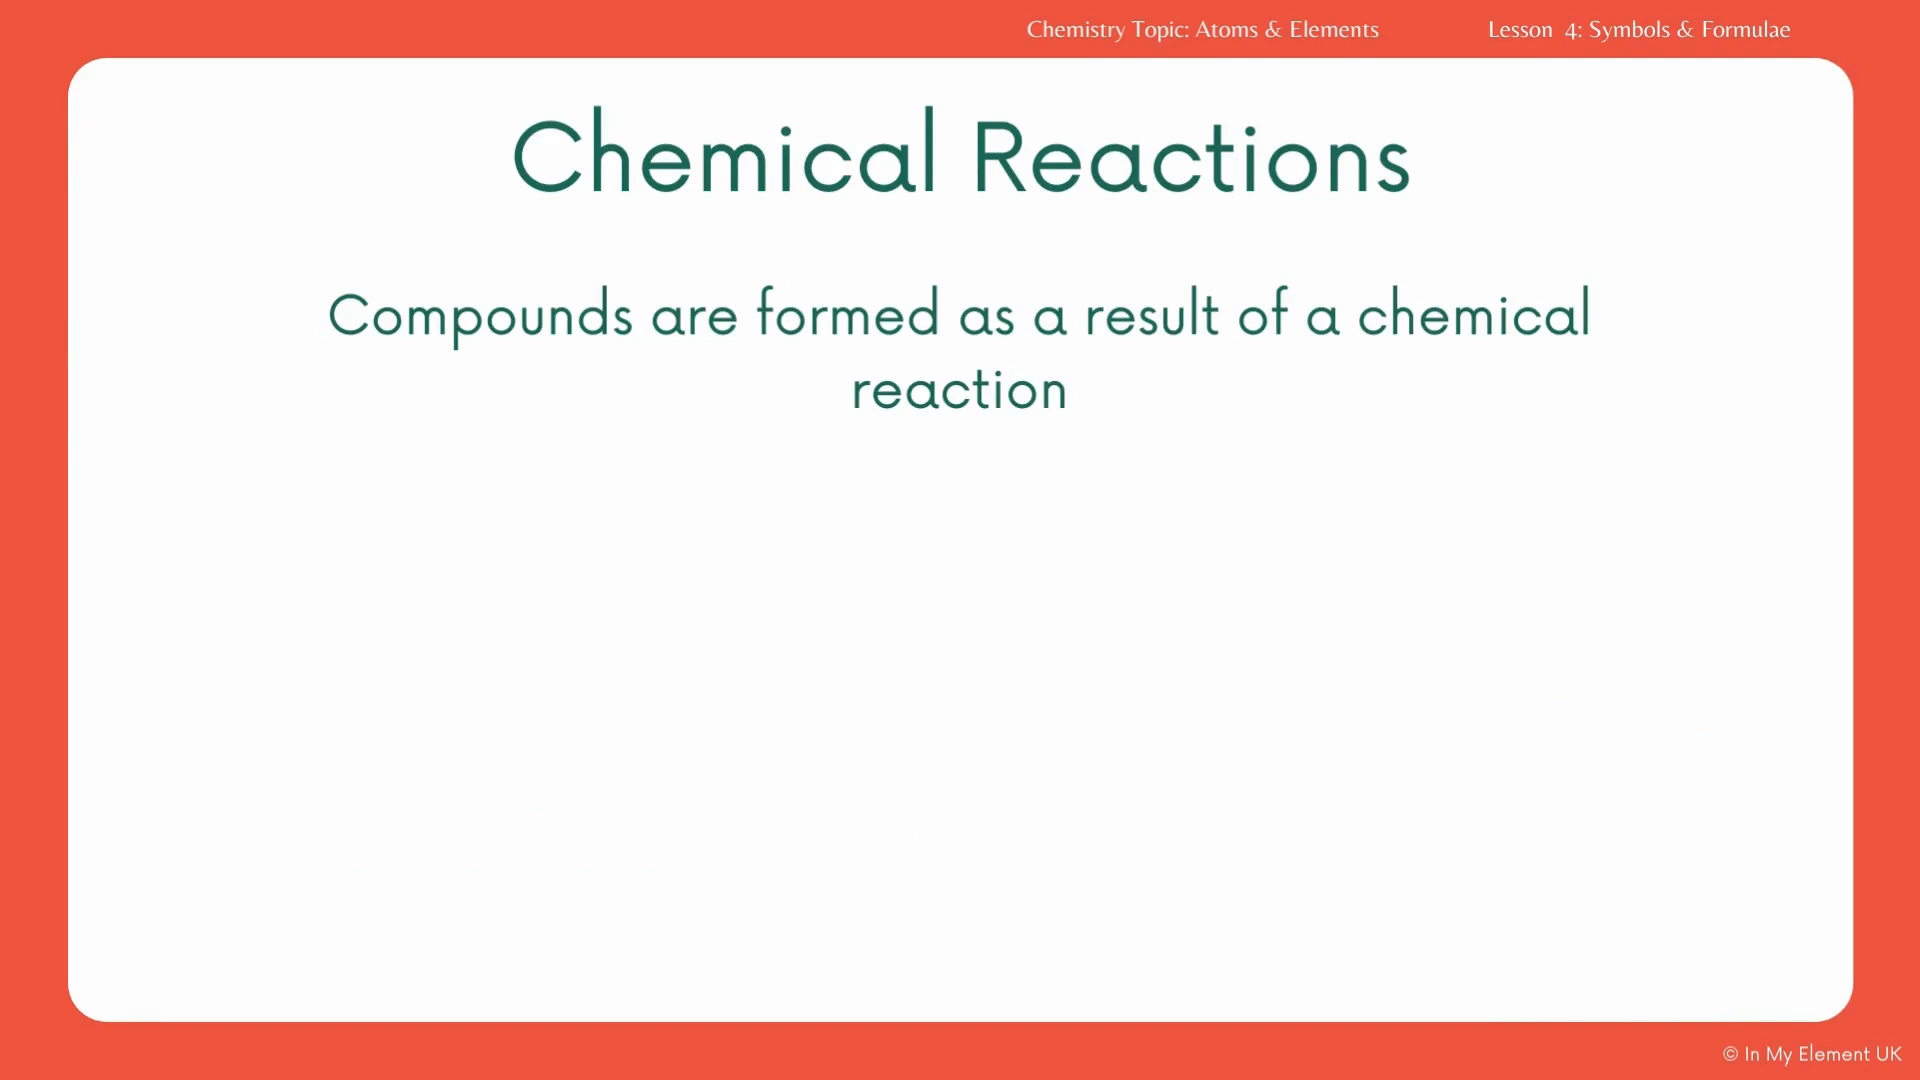 Chemistry Topic: Atoms & Elements
Lesson 4: Symbols & Formulae
Chemical Reactions
Compounds are formed as a result of a chemical
reaction
© In My Element UK